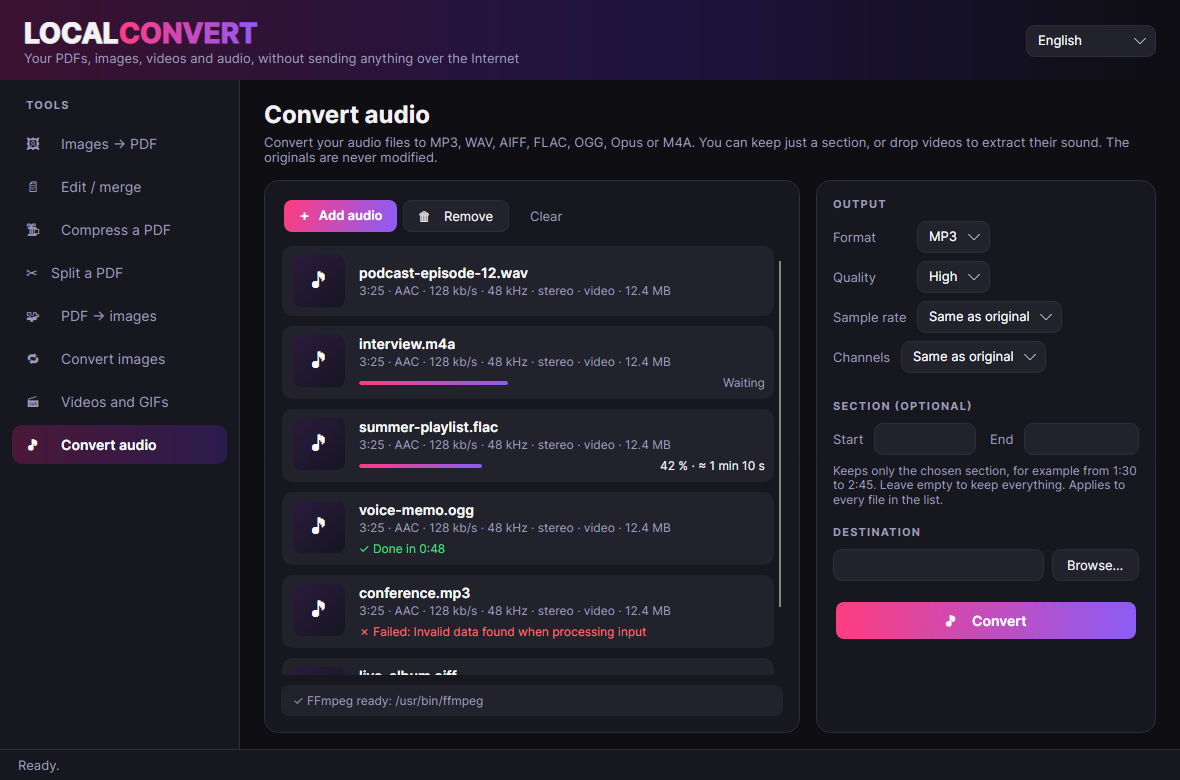 LOCALCONVERT
Your PDFs, images, videos and audio, without sending anything over the Internet
English
TOOLS
Images → PDF
Edit / merge
Compress a PDF
Split a PDF
PDF → images
Convert images
Videos and GIFs
Convert audio
Convert audio
Convert your audio files to MP3, WAV, AIFF, FLAC, OGG, Opus or M4A. You can keep just a section, or drop videos to extract their sound. The
originals are never modified.
+ Add audio
Remove
Clear
podcast-episode-12.wav
3:25 · AAC · 128 kb/s · 48 kHz · stereo · video · 12.4 MB
interview.m4a
3:25 · AAC · 128 kb/s · 48 kHz · stereo · video · 12.4 MB
Waiting
summer-playlist.flac
3:25 · AAC · 128 kb/s · 48 kHz · stereo · video · 12.4 MB
42 % · ≈ 1 min 10 s
voice-memo.ogg
3:25 · AAC · 128 kb/s · 48 kHz · stereo · video · 12.4 MB
✓ Done in 0:48
conference.mp3
3:25 · AAC · 128 kb/s · 48 kHz · stereo · video · 12.4 MB
✕ Failed: Invalid data found when processing input
live-album.aiff
✓ FFmpeg ready: /usr/bin/ffmpeg
OUTPUT
Format
MP3
Quality
High
Sample rate
Same as original
Channels
Same as original
SECTION (OPTIONAL)
Start
End
Keeps only the chosen section, for example from 1:30
to 2:45. Leave empty to keep everything. Applies to
every file in the list.
DESTINATION
Browse...
Convert
Ready.